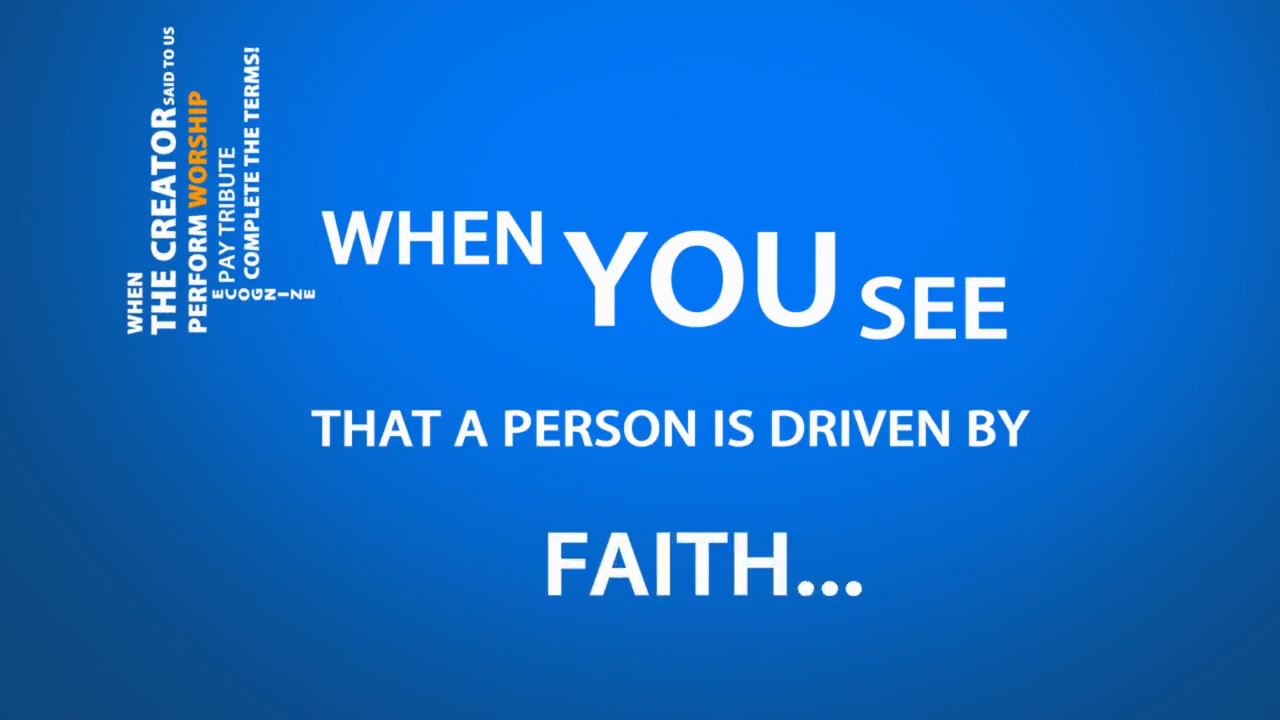 WHEN
THE CREATOR SAID TO US
PERFORM WORSHIP
PAY TRIBUTE
COMPLETE THE TERMS!
ECOGNIZE
WHEN YOU SEE
THAT A PERSON IS DRIVEN BY
FAITH...